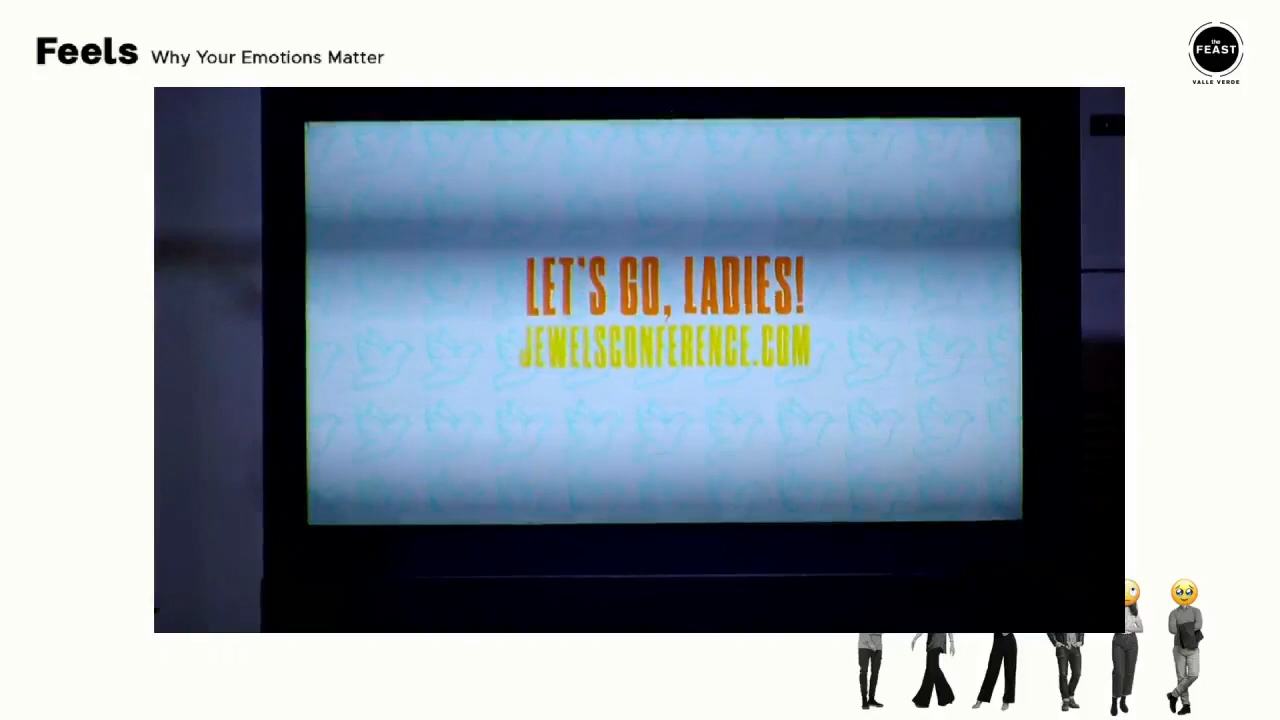 Feels Why Your Emotions Matter
the
FEAST
VALLE VERDE
LET'S GO, LADIES!
JEWELSCONFERENCE.COM